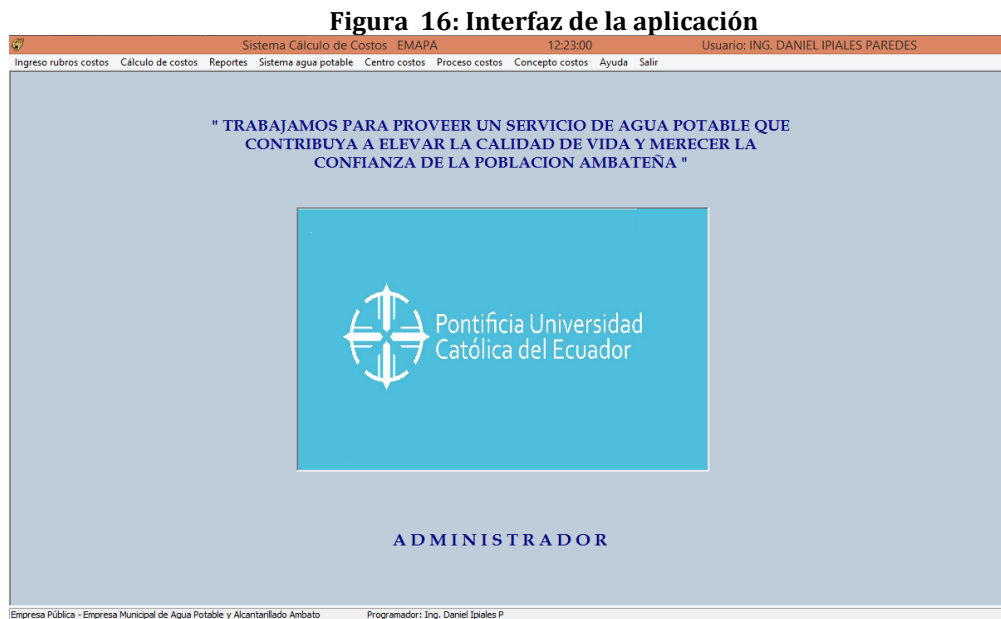 Figura 16: Interfaz de la aplicación
Sistema Cálculo de Costos EMAPA 12:23:00 Usuario: ING. DANIEL IPIALES PAREDES
Ingreso rubros costos Cálculo de costos Reportes Sistema agua potable Centro costos Proceso costos Concepto costos Ayuda Salir
" TRABAJAMOS PARA PROVEER UN SERVICIO DE AGUA POTABLE QUE
CONTRIBUYA A ELEVAR LA CALIDAD DE VIDA Y MERECER LA
CONFIANZA DE LA POBLACION AMBATEÑA "
Pontificia Universidad
Católica del Ecuador
ADMINISTRADOR
Empresa Pública - Empresa Municipal de Agua Potable y Alcantarillado Ambato Programador: Ing. Daniel Ipiales P